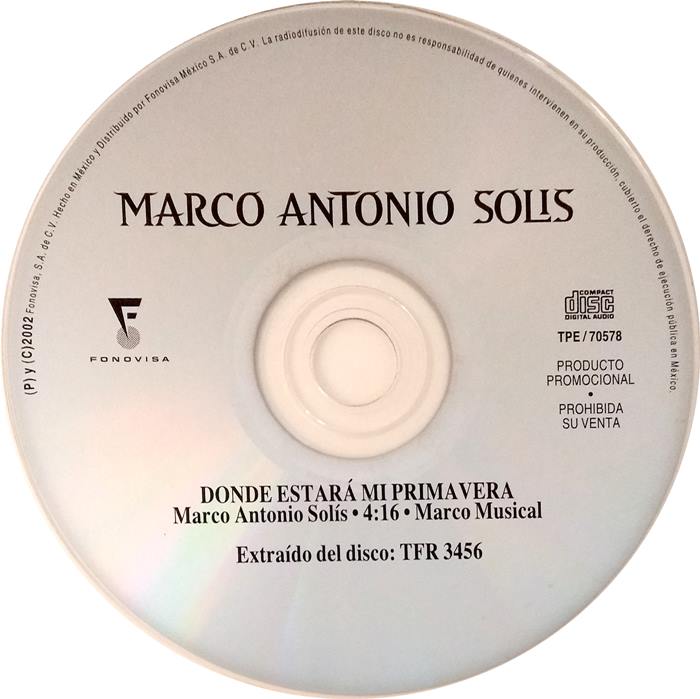 (P) y (C)2002 Fonovisa, S.A. de C.V. Hecho en México y Distribuido por Fonovisa México S.A. de C.V. La radiodifusión de este disco no es responsabilidad de quienes intervienen en su producción, cubierto el derecho de ejecución pública en México.
MARCO ANTONIO SOLIS
F
FONOVISA
COMPACT
disc
DIGITAL AUDIO
TPE / 70578
PRODUCTO
PROMOCIONAL
•
PROHIBIDA
SU VENTA
DONDE ESTARÁ MI PRIMAVERA
Marco Antonio Solís • 4:16 • Marco Musical
Extraído del disco: TFR 3456